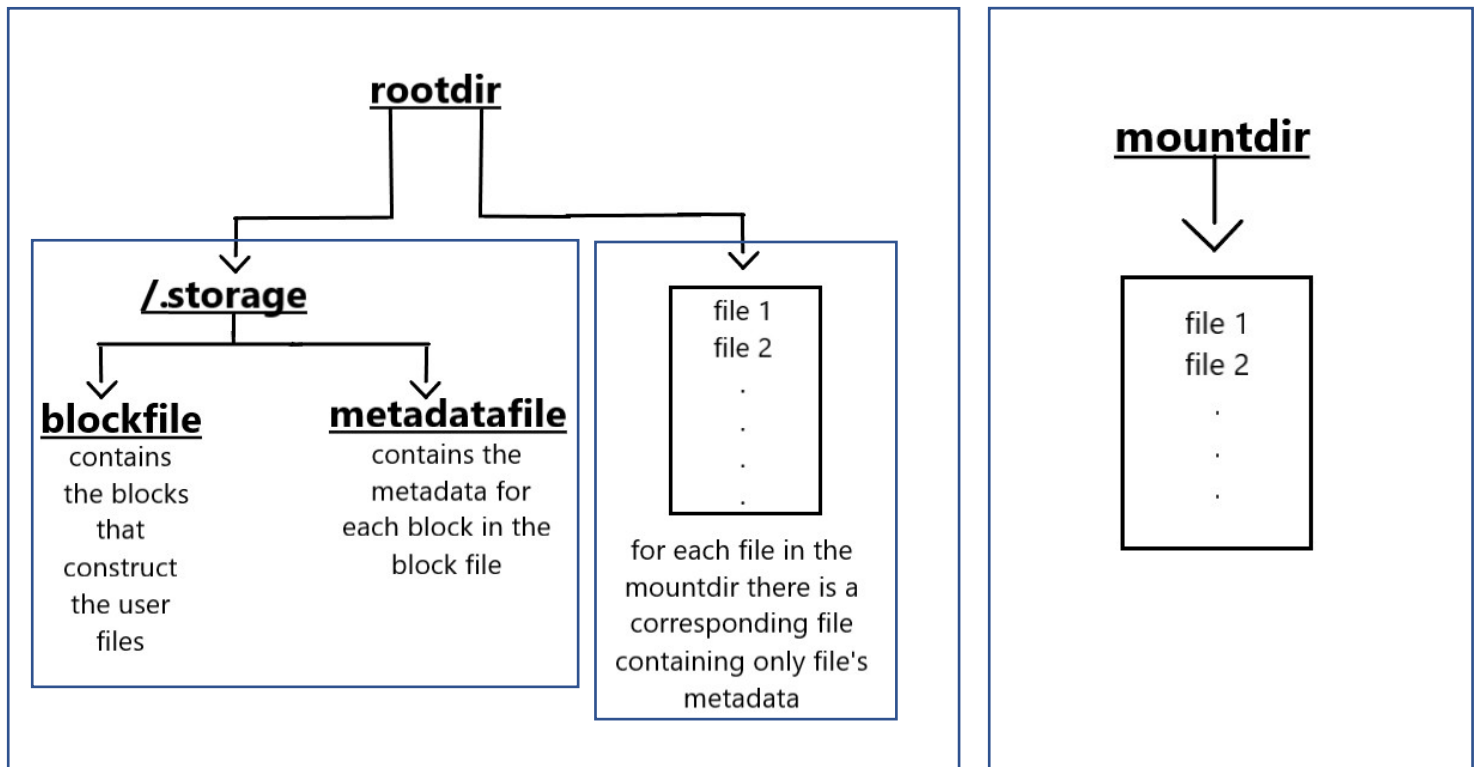 rootdir
/.storage
blockfile
contains
the blocks
that
construct
the user
files
metadatafile
contains the
metadata for
each block in the
block file
file 1
file 2
.
.
.
.
for each file in the
mountdir there is a
corresponding file
containing only file's
metadata
mountdir
file 1
file 2
.
.
.